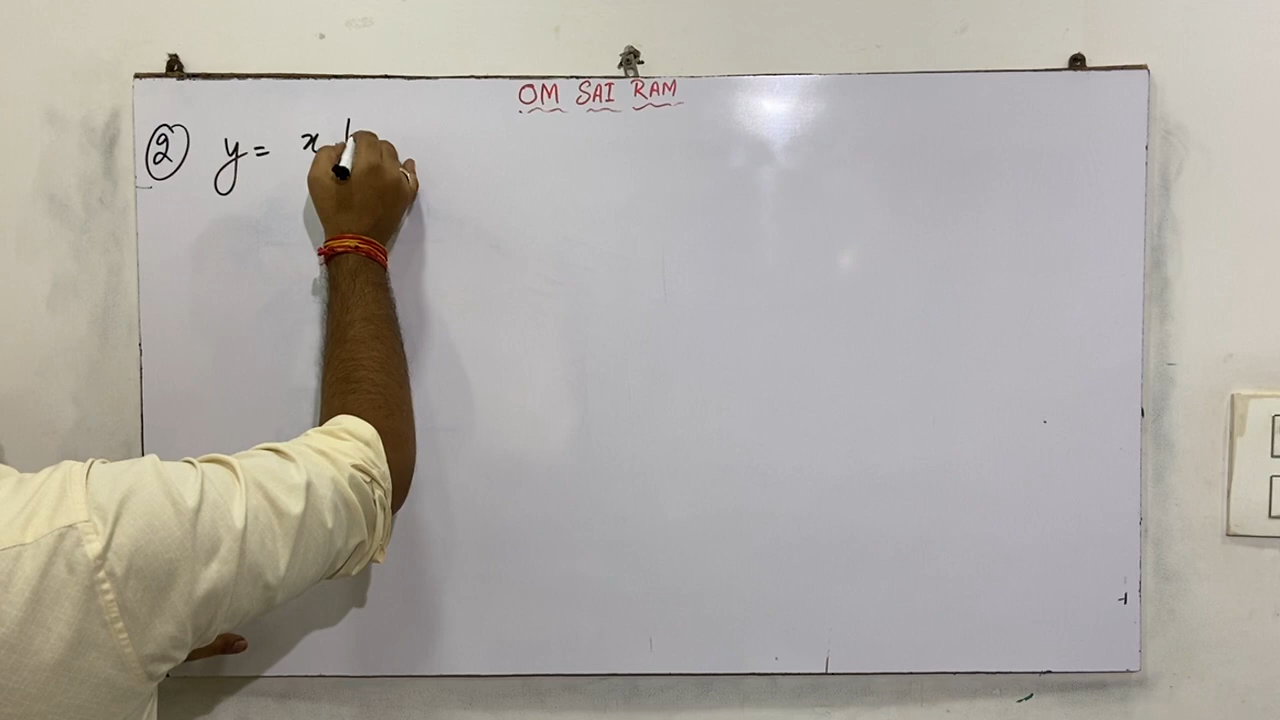 OM SAI RAM
② y = x